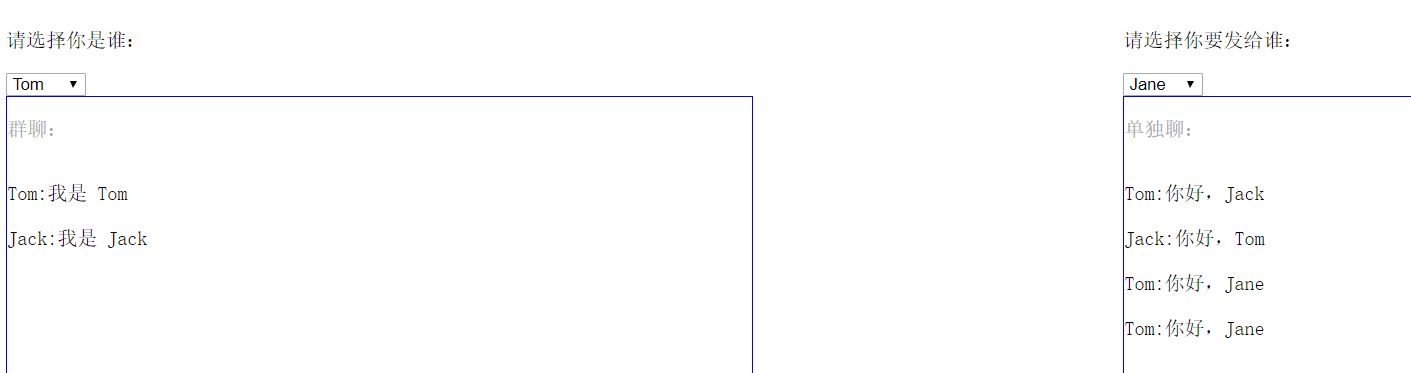 请选择你是谁：
Tom
群聊：
Tom:我是 Tom
Jack:我是 Jack
请选择你要发给谁：
Jane
单独聊：
Tom:你好，Jack
Jack:你好，Tom
Tom:你好，Jane
Tom:你好，Jane